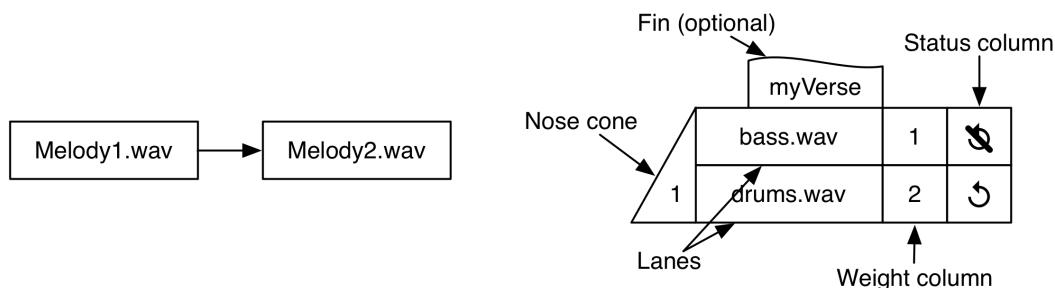 Melody1.wav
Melody2.wav
Fin (optional)
Status column
myVerse
Nose cone
bass.wav 1
1 drums.wav 2
Lanes
Weight column